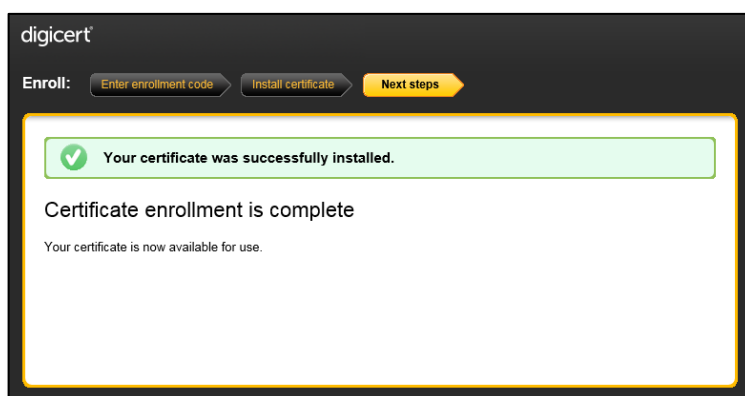 digicert®
Enroll: Enter enrollment code Install certificate Next steps
Your certificate was successfully installed.
Certificate enrollment is complete
Your certificate is now available for use.